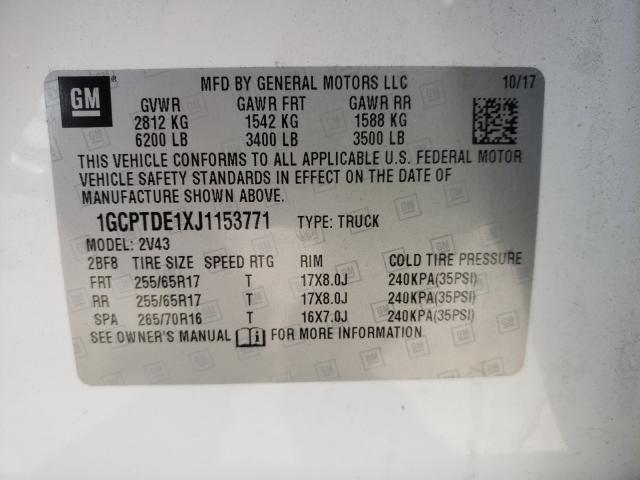 GM ® MFD BY GENERAL MOTORS LLC 10/17
GVWR GAWR FRT GAWR RR
2812 KG 1542 KG 1588 KG
6200 LB 3400 LB 3500 LB
THIS VEHICLE CONFORMS TO ALL APPLICABLE U.S. FEDERAL MOTOR
VEHICLE SAFETY STANDARDS IN EFFECT ON THE DATE OF
MANUFACTURE SHOWN ABOVE.
1GCPTDE1XJ1153771 TYPE: TRUCK
MODEL: 2V43
2BF8 TIRE SIZE SPEED RTG RIM COLD TIRE PRESSURE
FRT 255/65R17 T 17X8.0J 240KPA(35PSI)
RR 255/65R17 T 17X8.0J 240KPA(35PSI)
SPA 265/70R16 T 16X7.0J 240KPA(35PSI)
SEE OWNER'S MANUAL FOR MORE INFORMATION